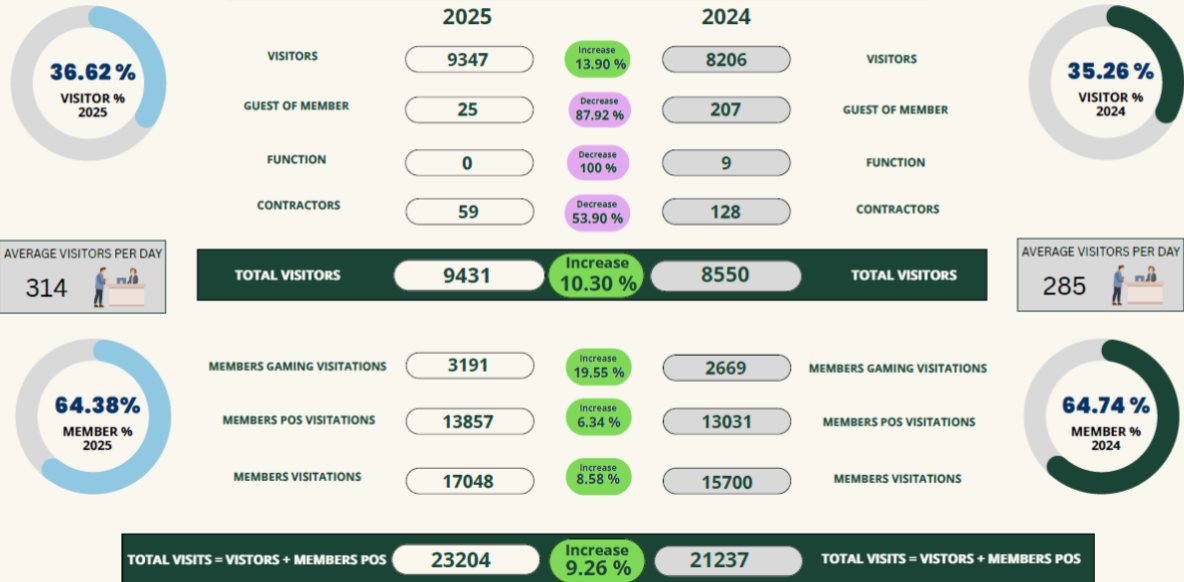 2025
2024
36.62 %
VISITOR %
2025
VISITORS
9347
Increase
13.90 %
8206
VISITORS
35.26 %
VISITOR %
2024
GUEST OF MEMBER
25
Decrease
87.92 %
207
GUEST OF MEMBER
FUNCTION
0
Decrease
100 %
9
FUNCTION
CONTRACTORS
59
Decrease
53.90 %
128
CONTRACTORS
AVERAGE VISITORS PER DAY
314
TOTAL VISITORS
9431
Increase
10.30 %
8550
TOTAL VISITORS
AVERAGE VISITORS PER DAY
285
64.38%
MEMBER %
2025
MEMBERS GAMING VISITATIONS
3191
Increase
19.55 %
2669
MEMBERS GAMING VISITATIONS
64.74 %
MEMBER %
2024
MEMBERS POS VISITATIONS
13857
Increase
6.34 %
13031
MEMBERS POS VISITATIONS
MEMBERS VISITATIONS
17048
Increase
8.58 %
15700
MEMBERS VISITATIONS
TOTAL VISITS = VISTORS + MEMBERS POS
23204
Increase
9.26 %
21237
TOTAL VISITS = VISTORS + MEMBERS POS